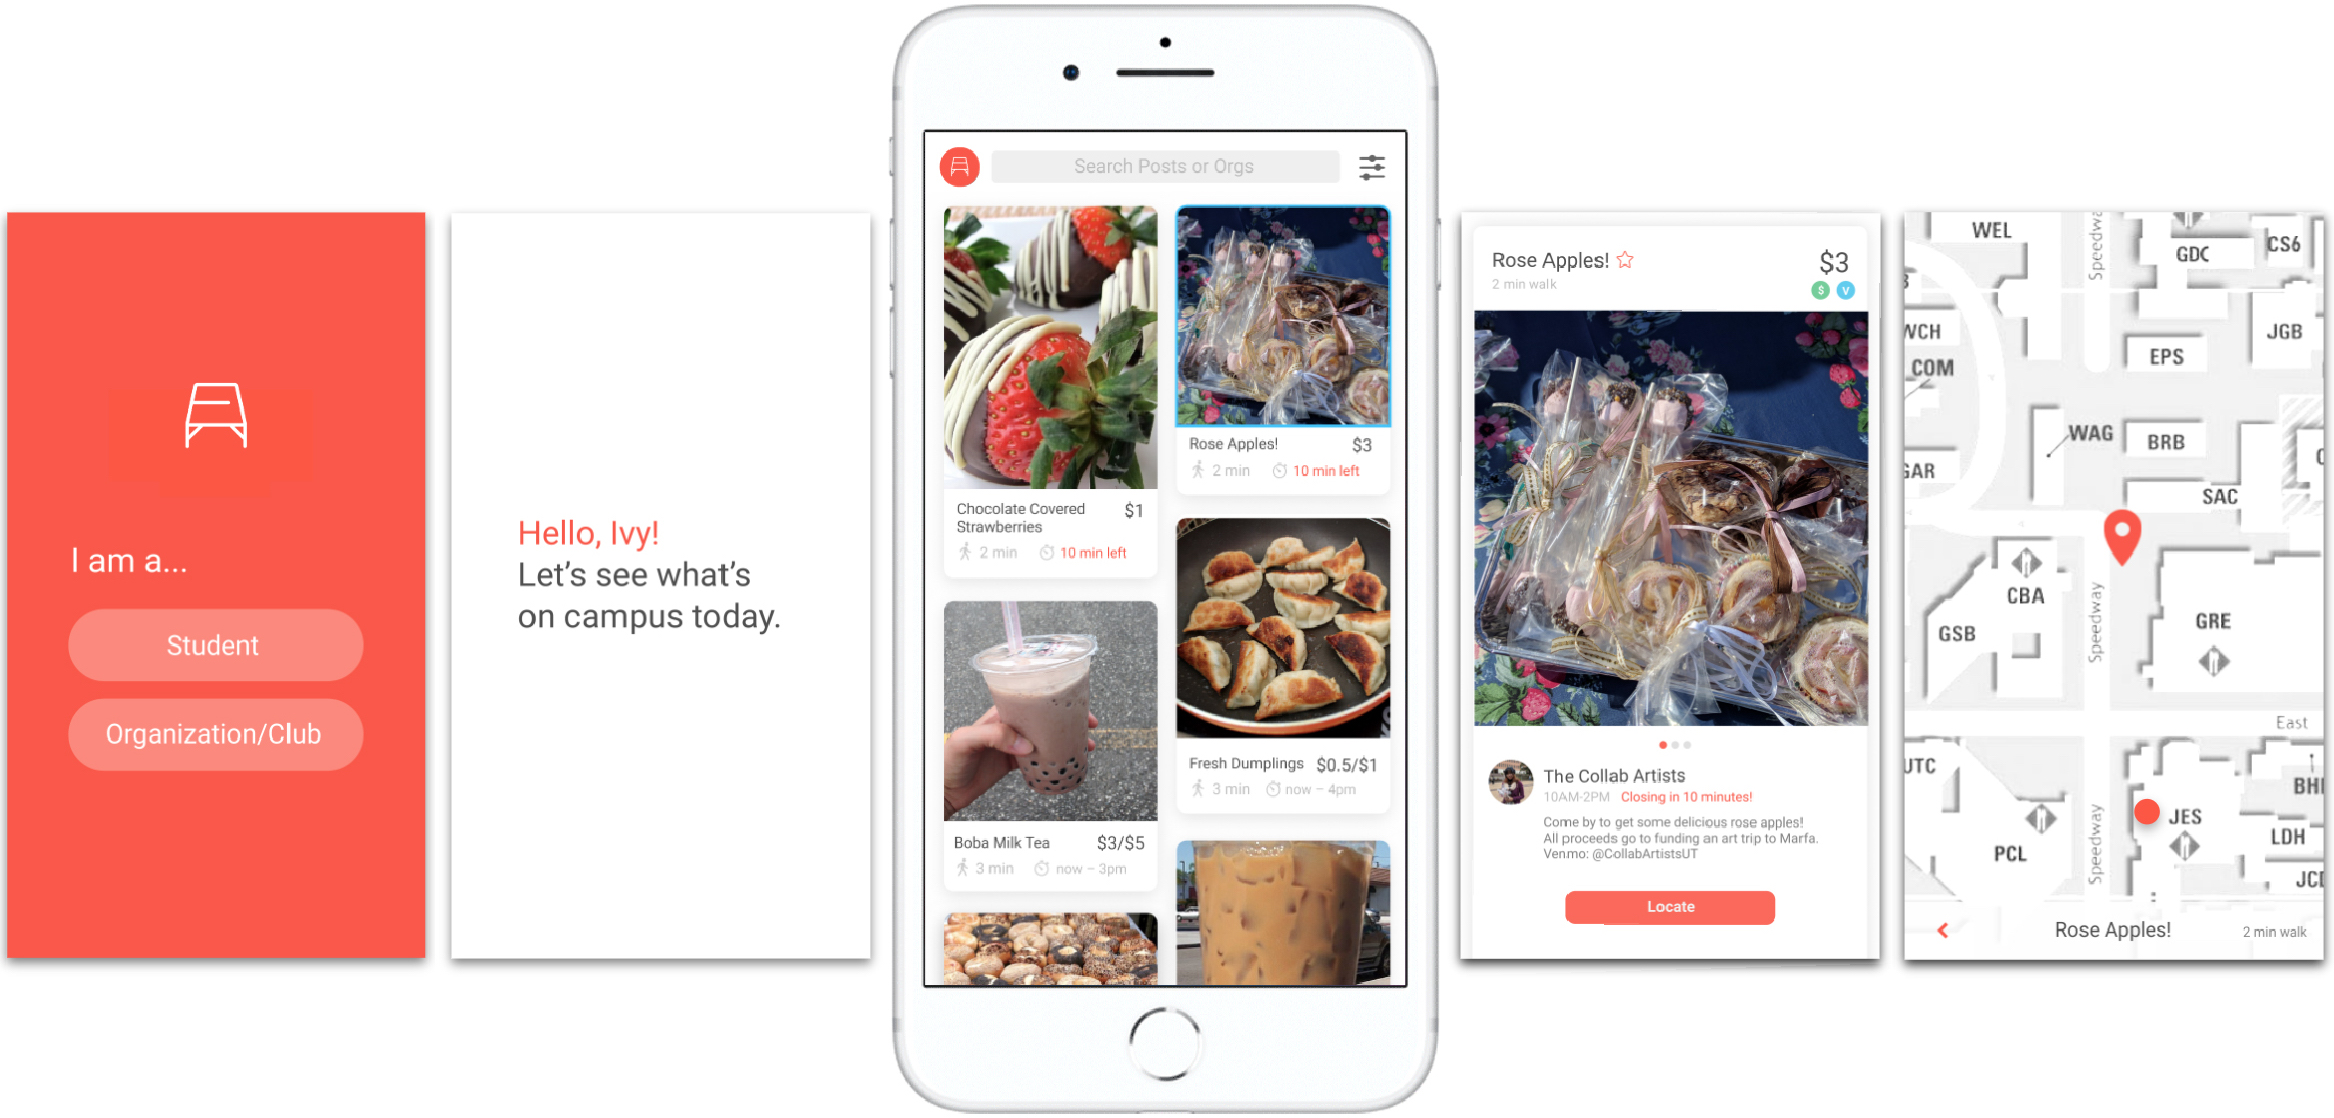 I am a...
Student
Organization/Club
Hello, Ivy!
Let's see what's
on campus today.
Search Posts or Orgs
Chocolate Covered
Strawberries
$1
2 min
10 min left
Boba Milk Tea
$3/$5
3 min
now – 3pm
Rose Apples!
$3
2 min
10 min left
Fresh Dumplings
$0.5/$1
3 min
now – 4pm
Rose Apples!
$3
2 min walk
$
V
The Collab Artists
10AM-2PM Closing in 10 minutes!
Come by to get some delicious rose apples!
All proceeds go to funding an art trip to Marfa.
Venmo: @CollabArtistsUT
Locate
WEL
Speedwa
GDC
CS6
WCH
COM
EPS
JGB
WAG
BRB
GAR
SAC
CBA
GSB
Speedway
GRE
East
UTC
BH
JES
LDH
PCL
Speedway
JC
Rose Apples!
2 min walk